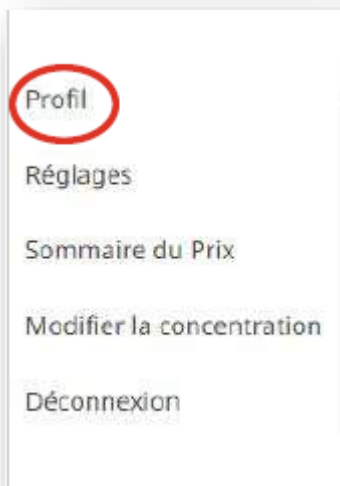 Profil
Réglages
Sommaire du Prix
Modifier la concentration
Déconnexion